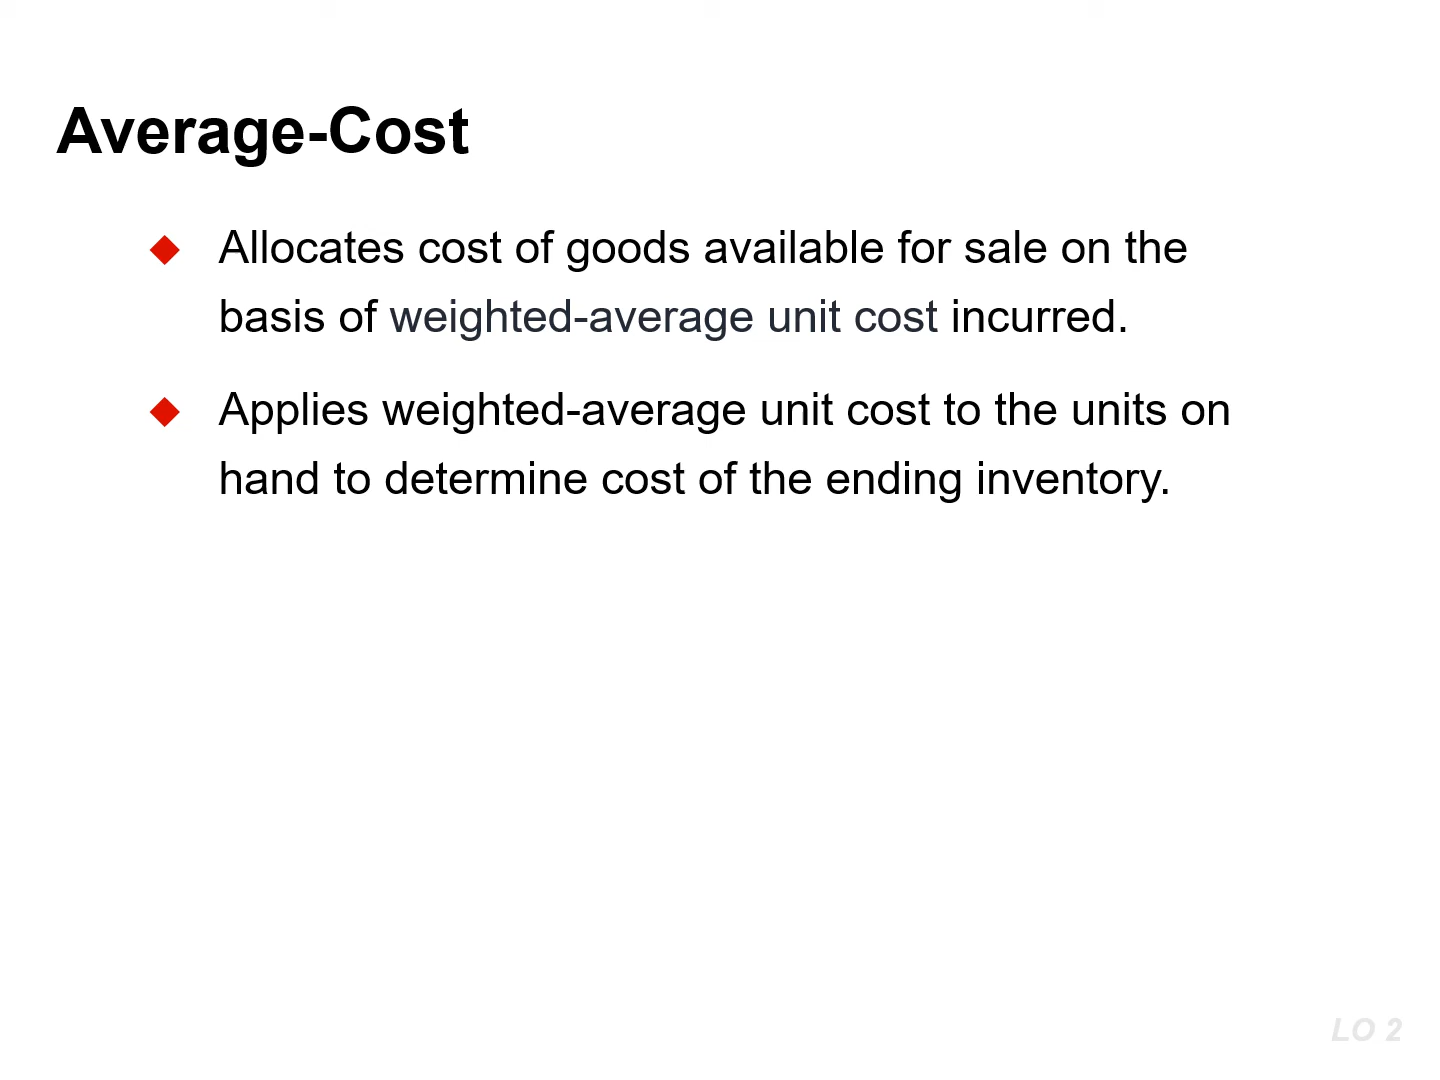 Average-Cost
Allocates cost of goods available for sale on the
basis of weighted-average unit cost incurred.
Applies weighted-average unit cost to the units on
hand to determine cost of the ending inventory.
LO 2